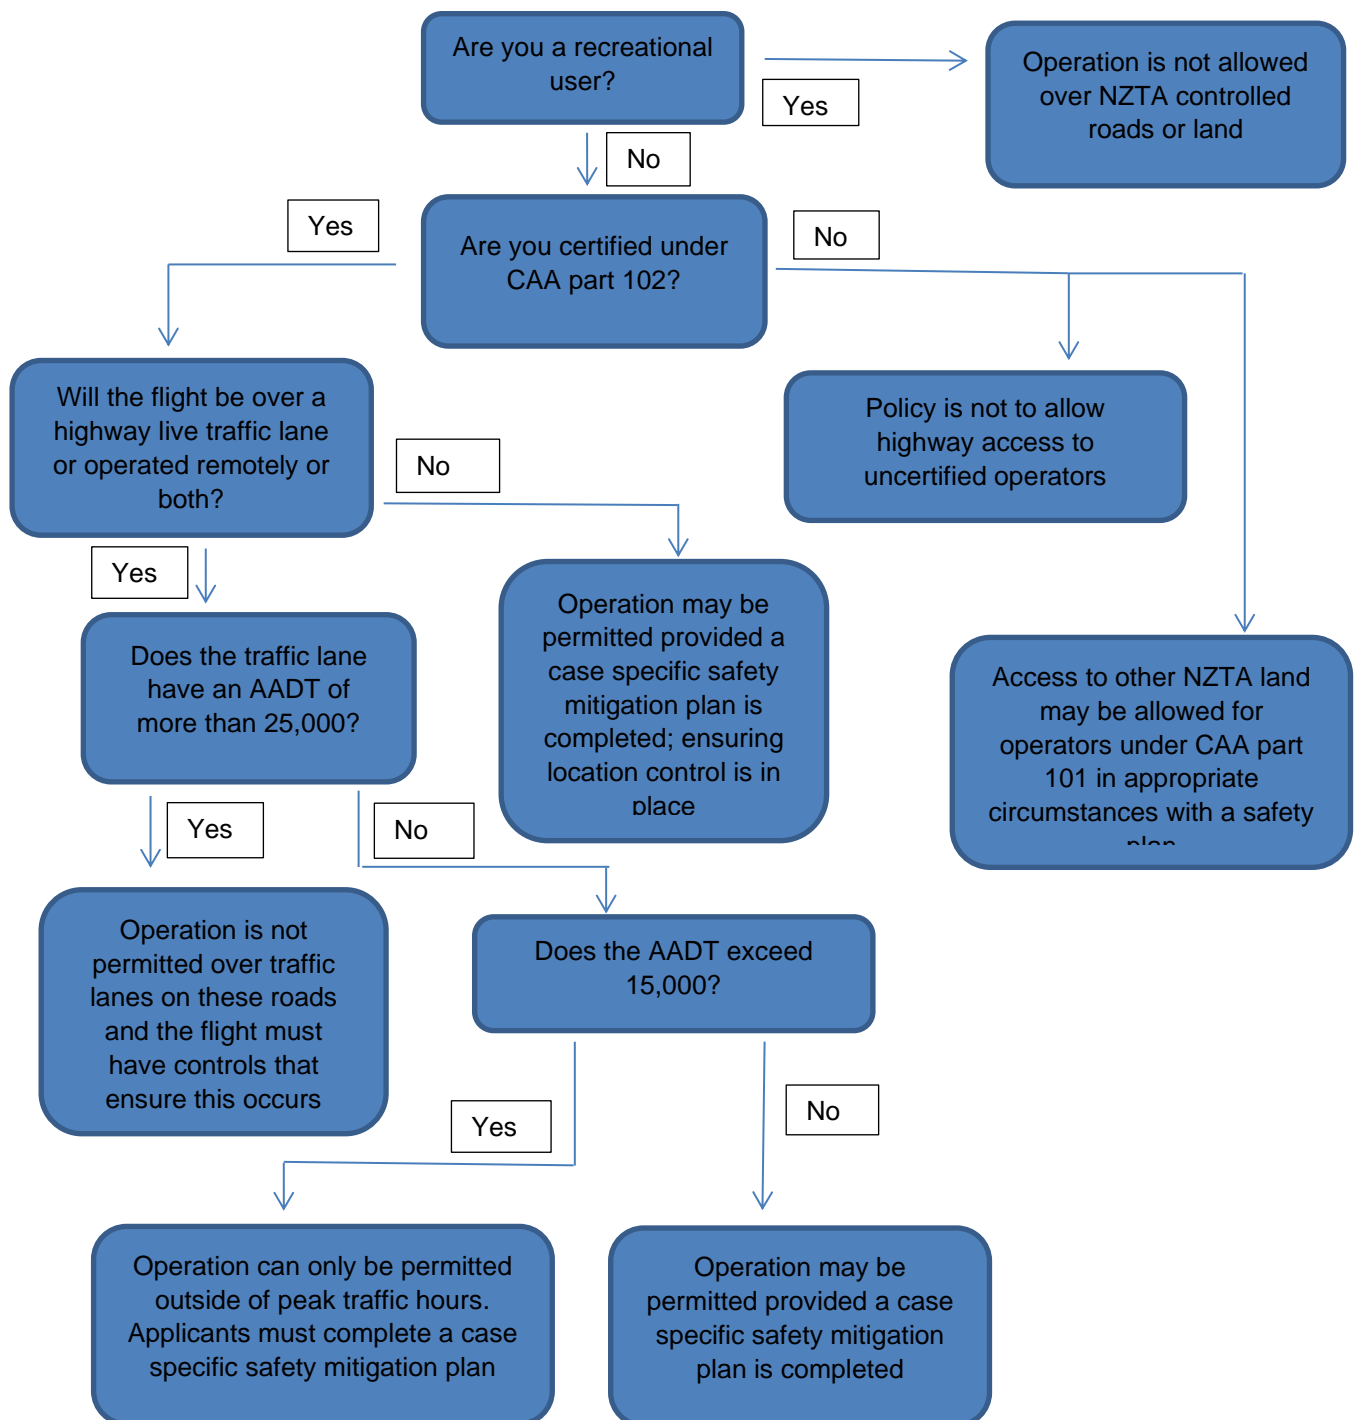 Are you a recreational
user?
Yes
Operation is not allowed
over NZTA controlled
roads or land
No
Yes
Are you certified under
CAA part 102?
No
Will the flight be over a
highway live traffic lane
or operated remotely or
both?
No
Policy is not to allow
highway access to
uncertified operators
Yes
Does the traffic lane
have an AADT of
more than 25,000?
Operation may be
permitted provided a
case specific safety
mitigation plan is
completed; ensuring
location control is in
place
Access to other NZTA land
may be allowed for
operators under CAA part
101 in appropriate
circumstances with a safety
plan
Yes
No
Operation is not
permitted over traffic
lanes on these roads
and the flight must
have controls that
ensure this occurs
Does the AADT exceed
15,000?
Yes
No
Operation can only be permitted
outside of peak traffic hours.
Applicants must complete a case
specific safety mitigation plan
Operation may be
permitted provided a case
specific safety mitigation
plan is completed